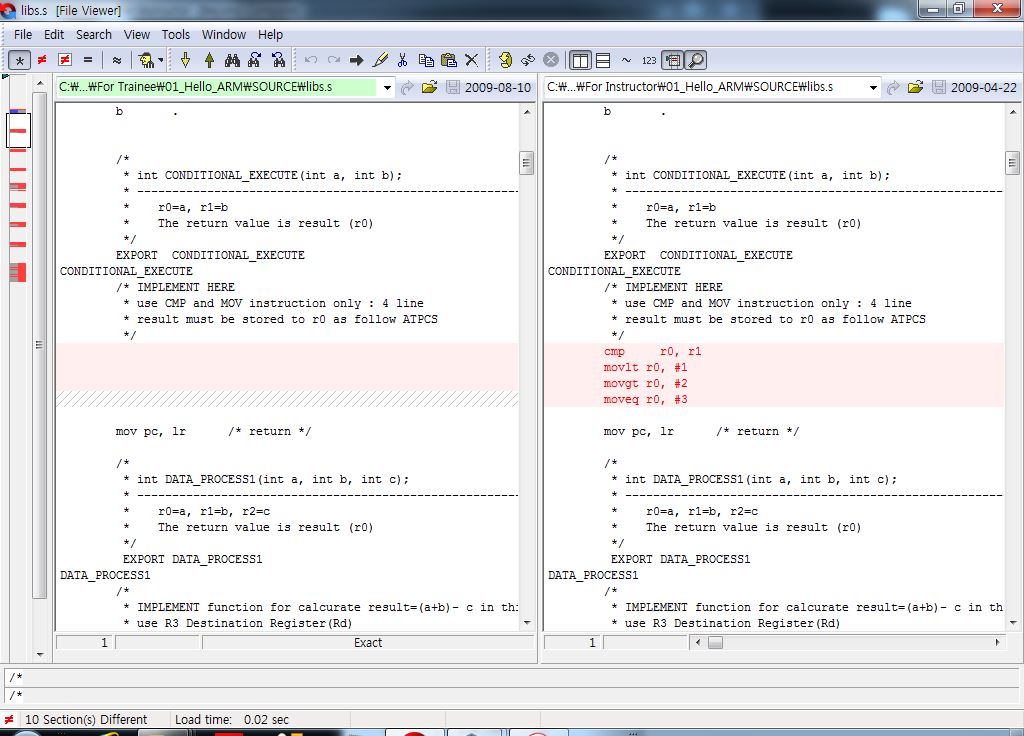 libs.s [File Viewer]
File Edit Search View Tools Window Help
123
C:₩...₩For Trainee₩01_Hello_ARM₩SOURCE₩libs.s 2009-08-10
b .
/*
* int CONDITIONAL_EXECUTE(int a, int b);
* ------------------------------------------------------
* r0=a, r1=b
* The return value is result (r0)
*/
EXPORT CONDITIONAL_EXECUTE
CONDITIONAL_EXECUTE
/* IMPLEMENT HERE
* use CMP and MOV instruction only : 4 line
* result must be stored to r0 as follow ATPCS
*/
mov pc, lr /* return */
/*
* int DATA_PROCESS1(int a, int b, int c);
* ------------------------------------------------------
* r0=a, r1=b, r2=c
* The return value is result (r0)
*/
EXPORT DATA_PROCESS1
DATA_PROCESS1
/*
* IMPLEMENT function for calcurate result=(a+b)- c in thi
* use R3 Destination Register(Rd)
1 Exact
C:₩...₩For Instructor₩01_Hello_ARM₩SOURCE₩libs.s 2009-04-22
b .
/*
* int CONDITIONAL_EXECUTE(int a, int b);
* ------------------------------------------------------
* r0=a, r1=b
* The return value is result (r0)
*/
EXPORT CONDITIONAL_EXECUTE
CONDITIONAL_EXECUTE
/* IMPLEMENT HERE
* use CMP and MOV instruction only : 4 line
* result must be stored to r0 as follow ATPCS
*/
cmp r0, r1
movlt r0, #1
movgt r0, #2
moveq r0, #3
mov pc, lr /* return */
/*
* int DATA_PROCESS1(int a, int b, int c);
* ------------------------------------------------------
* r0=a, r1=b, r2=c
* The return value is result (r0)
*/
EXPORT DATA_PROCESS1
DATA_PROCESS1
/*
* IMPLEMENT function for calcurate result=(a+b)- c in th
* use R3 Destination Register(Rd)
1
/*
/*
10 Section(s) Different Load time: 0.02 sec